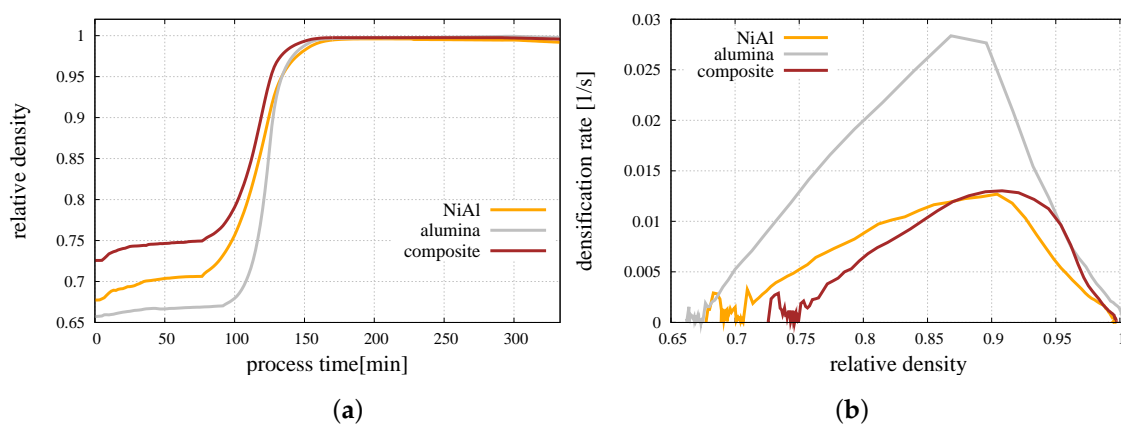 1
0.95
0.9
0.85
0.8
0.75
0.7
0.65
0
50
100
150
200
250
300
relative density
process time[min]
NiAl
alumina
composite
(a)
0.03
0.025
0.02
0.015
0.01
0.005
0
0.65
0.7
0.75
0.8
0.85
0.9
0.95
1
densification rate [1/s]
relative density
NiAl
alumina
composite
(b)